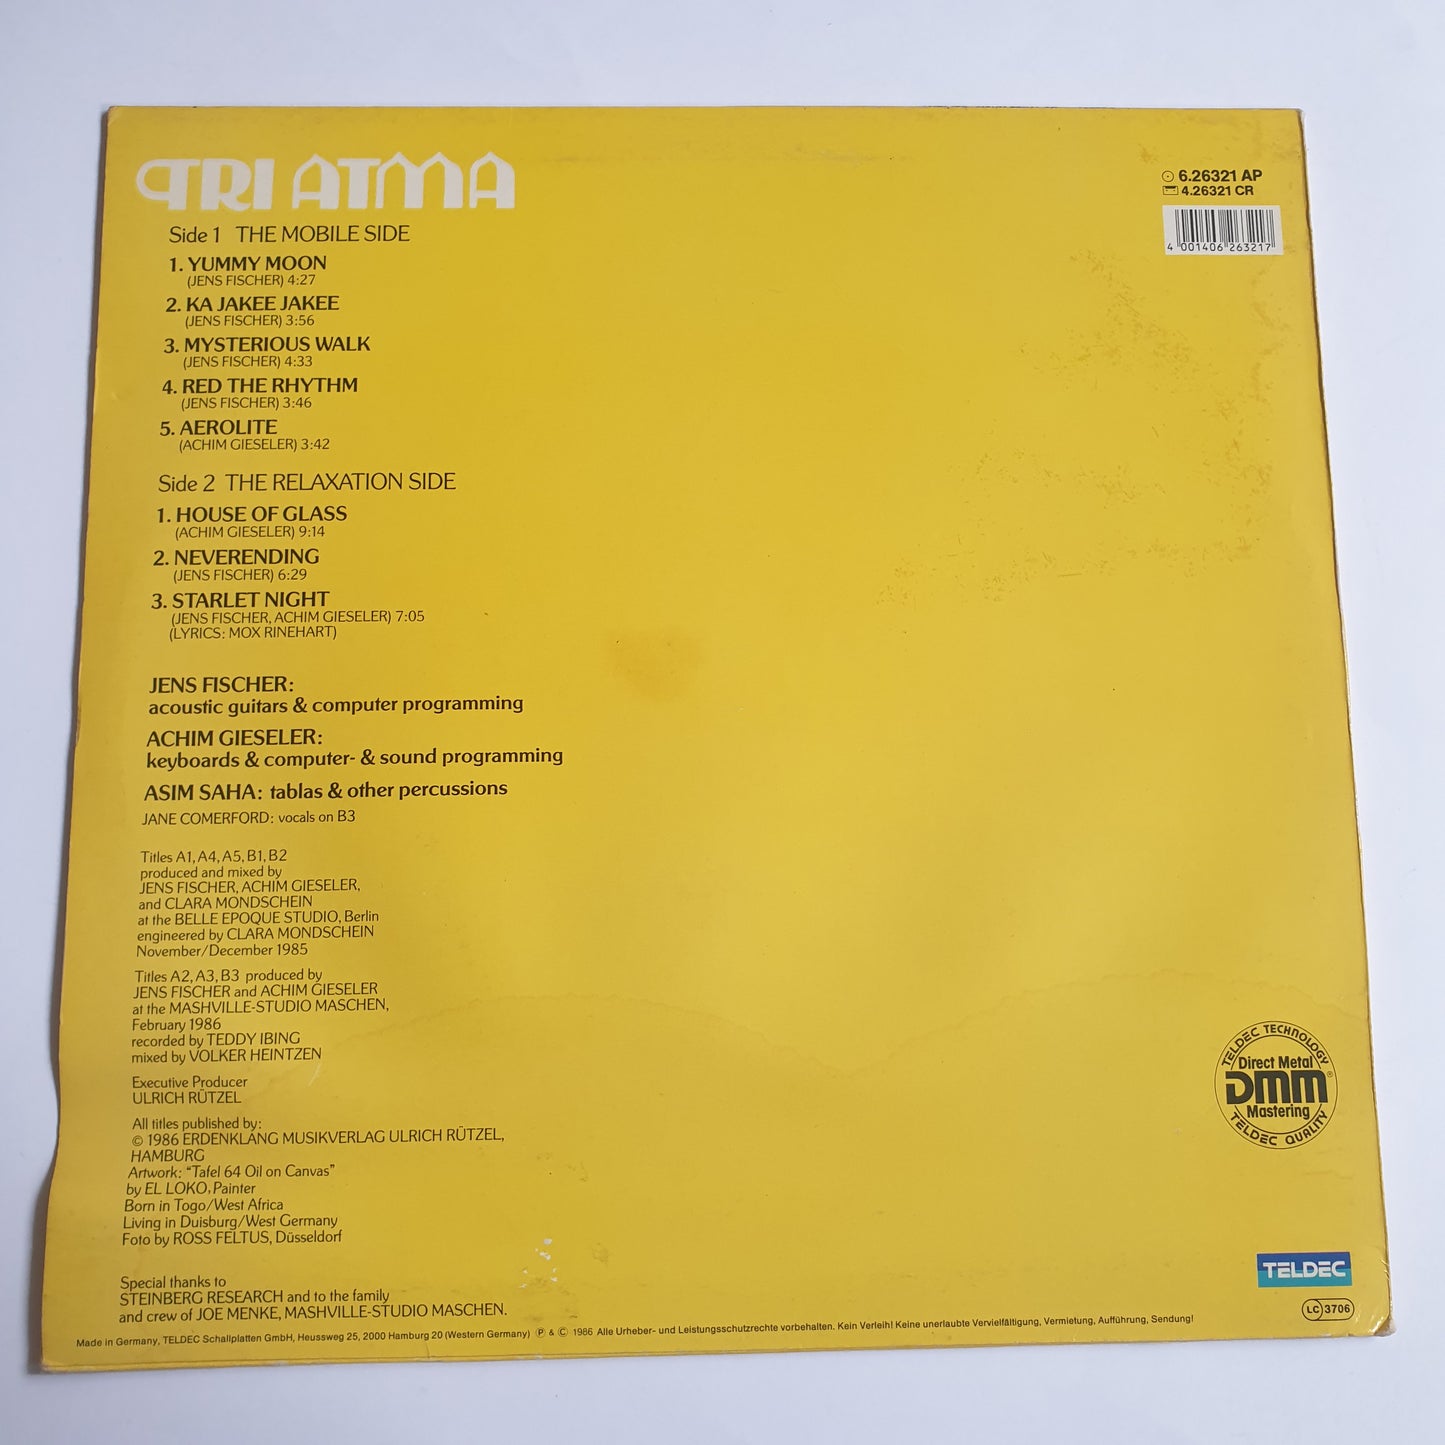 TRI ATMA
Side 1 THE MOBILE SIDE
1. YUMMY MOON
(JENS FISCHER) 4:27
2. KA JAKEE JAKEE
(JENS FISCHER) 3:56
3. MYSTERIOUS WALK
(JENS FISCHER) 4:33
4. RED THE RHYTHM
(JENS FISCHER) 3:46
5. AEROLITE
(ACHIM GIESELER) 3:42
Side 2 THE RELAXATION SIDE
1. HOUSE OF GLASS
(ACHIM GIESELER) 9:14
2. NEVERENDING
(JENS FISCHER) 6:29
3. STARLET NIGHT
(JENS FISCHER, ACHIM GIESELER) 7:05
(LYRICS: MOX RINEHART)
JENS FISCHER:
acoustic guitars & computer programming
ACHIM GIESELER:
keyboards & computer- & sound programming
ASIM SAHA: tablas & other percussions
JANE COMERFORD: vocals on B3
Titles A1, A4, A5, B1, B2
produced and mixed by
JENS FISCHER, ACHIM GIESELER,
and CLARA MONDSCHEIN
at the BELLE EPOQUE STUDIO, Berlin
engineered by CLARA MONDSCHEIN
November/December 1985
Titles A2, A3, B3 produced by
JENS FISCHER and ACHIM GIESELER
at the MASHVILLE-STUDIO MASCHEN,
February 1986
recorded by TEDDY IBING
mixed by VOLKER HEINTZEN
Executive Producer
ULRICH RÜTZEL
All titles published by:
© 1986 ERDENKLANG MUSIKVERLAG ULRICH RÜTZEL,
HAMBURG
Artwork: "Tafel 64 Oil on Canvas"
by EL LOKO, Painter
Born in Togo/West Africa
Living in Duisburg/West Germany
Foto by ROSS FELTUS, Düsseldorf
Special thanks to
STEINBERG RESEARCH and to the family
and crew of JOE MENKE, MASHVILLE-STUDIO MASCHEN.
Made in Germany, TELDEC Schallplatten GmbH, Heussweg 25, 2000 Hamburg 20 (Western Germany) ℗ & © 1986 Alle Urheber- und Leistungsschutzrechte vorbehalten. Kein Verleih! Keine unerlaubte Vervielfältigung, Vermietung, Aufführung, Sendung!
6.26321 AP
4.26321 CR
4 001406 263217
TELDEC TECHNOLOGY
Direct Metal
DMM®
Mastering
TELDEC QUALITY
TELDEC
LC 3706